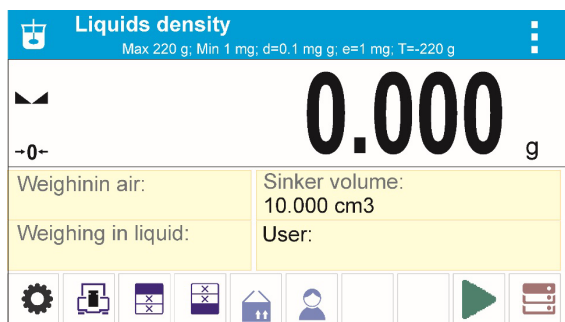 Liquids density
Max 220 g; Min 1 mg; d=0.1 mg g; e=1 mg; T=-220 g
0.000 g
→0←
Weighinin air:
Sinker volume:
10.000 cm3
Weighing in liquid:
User: